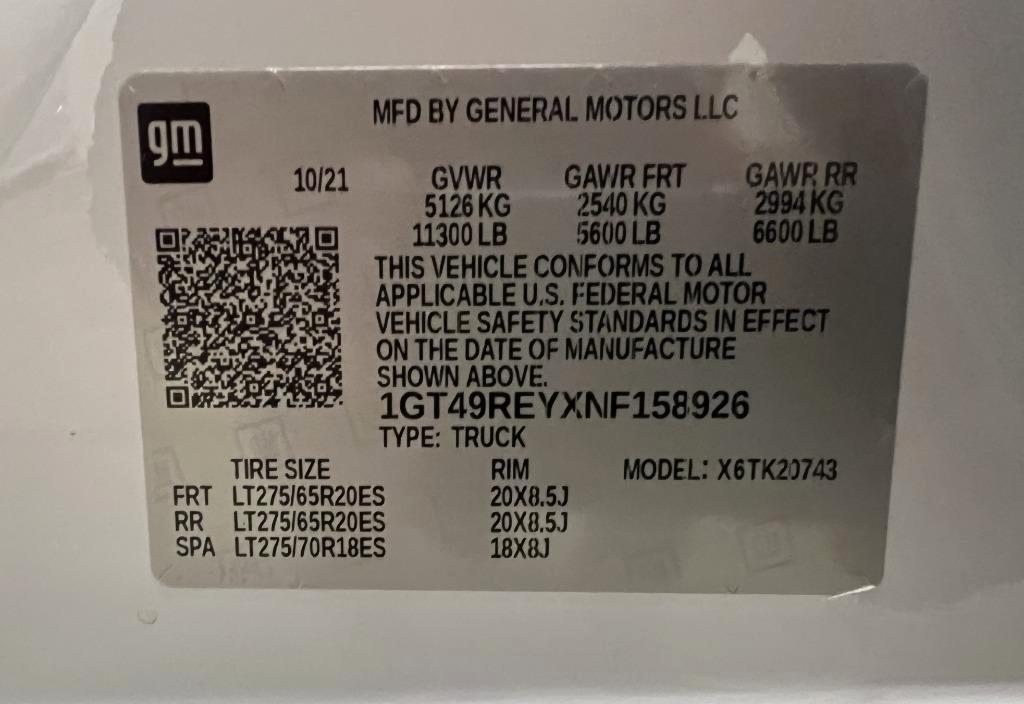 gm
MFD BY GENERAL MOTORS LLC
10/21 GVWR GAWR FRT GAWR RR
5126 KG 2540 KG 2994 KG
11300 LB 5600 LB 6600 LB
THIS VEHICLE CONFORMS TO ALL
APPLICABLE U.S. FEDERAL MOTOR
VEHICLE SAFETY STANDARDS IN EFFECT
ON THE DATE OF MANUFACTURE
SHOWN ABOVE.
1GT49REYXNF158926
TYPE: TRUCK
TIRE SIZE RIM MODEL: X6TK20743
FRT LT275/65R20ES 20X8.5J
RR LT275/65R20ES 20X8.5J
SPA LT275/70R18ES 18X8J